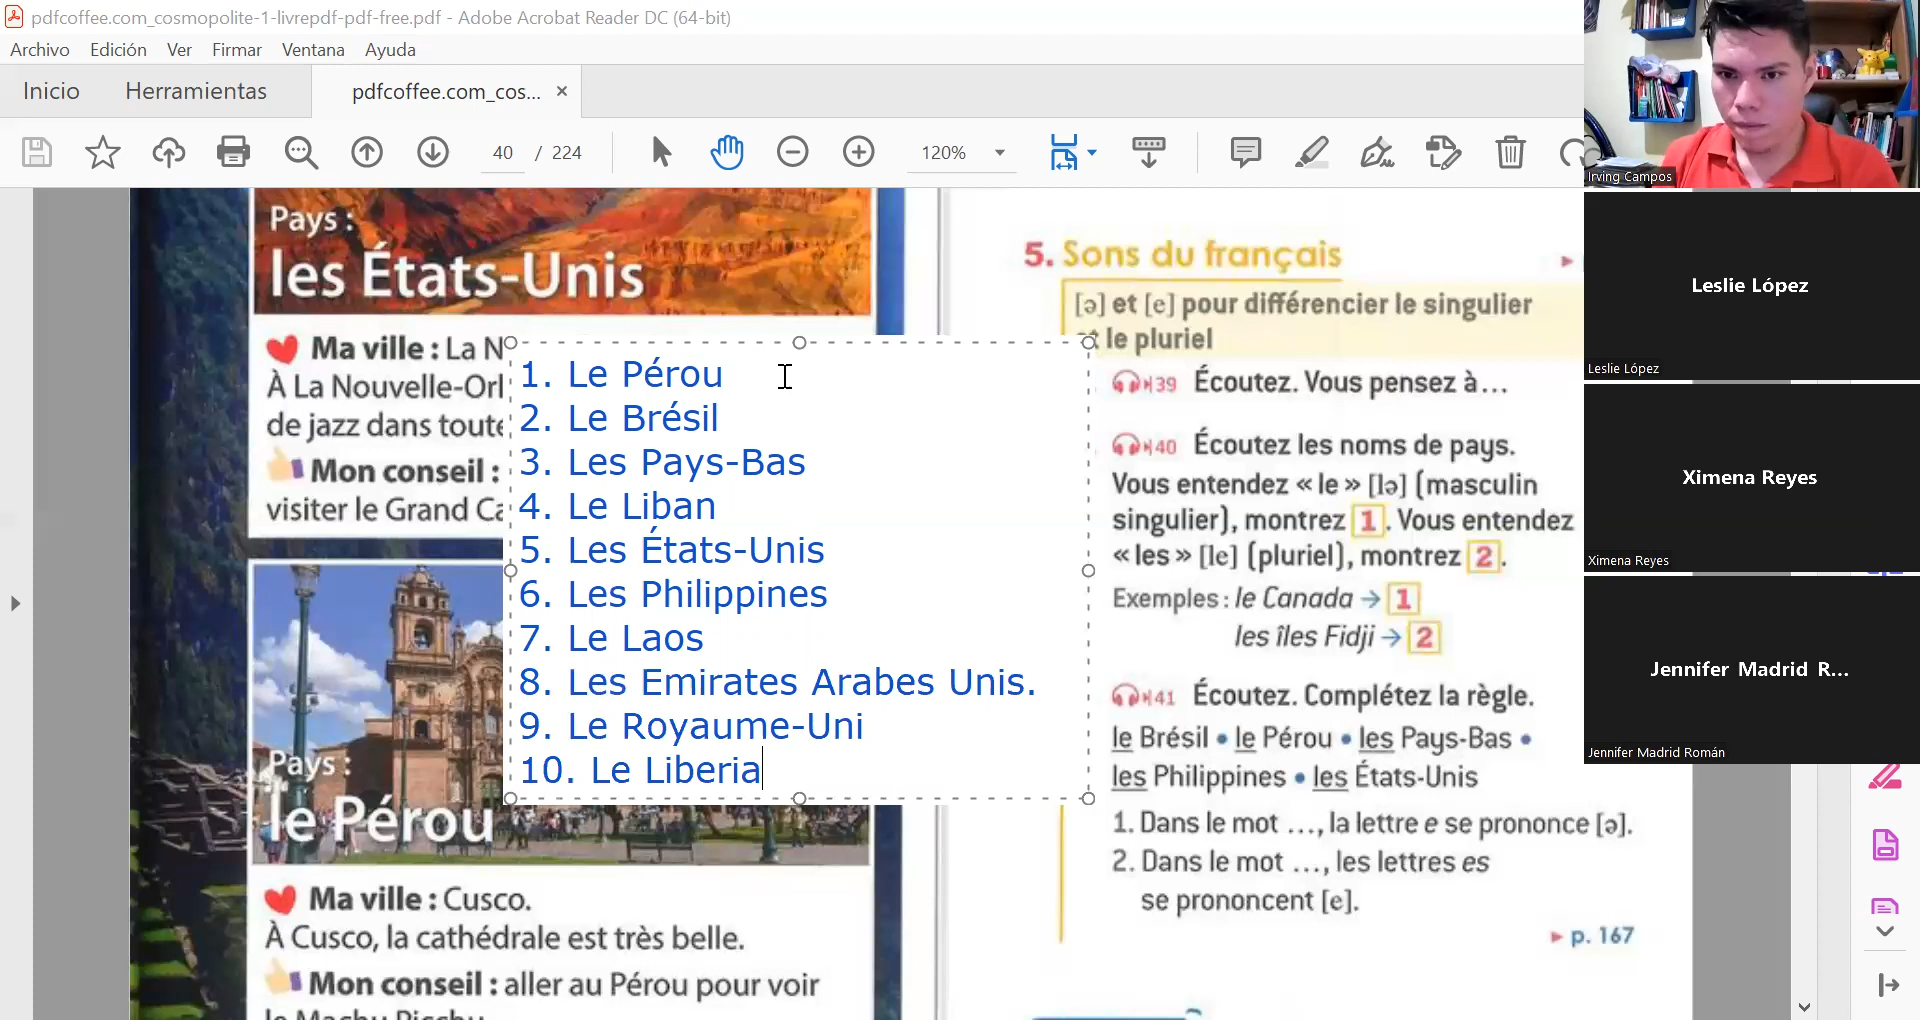 pdfcoffee.com_cosmopolite-1-livrepdf-pdf-free.pdf - Adobe Acrobat Reader DC (64-bit)
Archivo Edición Ver Firmar Ventana Ayuda
Inicio Herramientas pdfcoffee.com_cos... ×
40 / 224 120%
Pays :
les États-Unis
Ma ville : La N
À La Nouvelle-Orl
de jazz dans toute
Mon conseil :
visiter le Grand Ca
Pays :
le Pérou
Ma ville : Cusco.
À Cusco, la cathédrale est très belle.
Mon conseil : aller au Pérou pour voir
le Machu Picchu
1. Le Pérou
2. Le Brésil
3. Les Pays-Bas
4. Le Liban
5. Les États-Unis
6. Les Philippines
7. Le Laos
8. Les Emirates Arabes Unis.
9. Le Royaume-Uni
10. Le Liberia
5. Sons du français
[ə] et [e] pour différencier le singulier
et le pluriel
39 Écoutez. Vous pensez à...
40 Écoutez les noms de pays.
Vous entendez « le » [lə] (masculin
singulier), montrez 1. Vous entendez
« les » [le] (pluriel), montrez 2.
Exemples : le Canada → 1
les îles Fidji → 2
41 Écoutez. Complétez la règle.
le Brésil • le Pérou • les Pays-Bas •
les Philippines • les États-Unis
1. Dans le mot ..., la lettre e se prononce [ə].
2. Dans le mot ..., les lettres es
se prononcent [e].
p. 167
Irving Campos
Leslie López
Leslie López
Ximena Reyes
Ximena Reyes
Jennifer Madrid R...
Jennifer Madrid Román